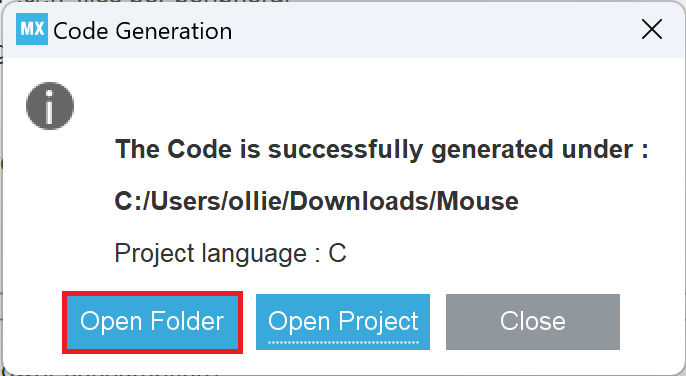 MX Code Generation
The Code is successfully generated under :
C:/Users/ollie/Downloads/Mouse
Project language : C
Open Folder Open Project Close